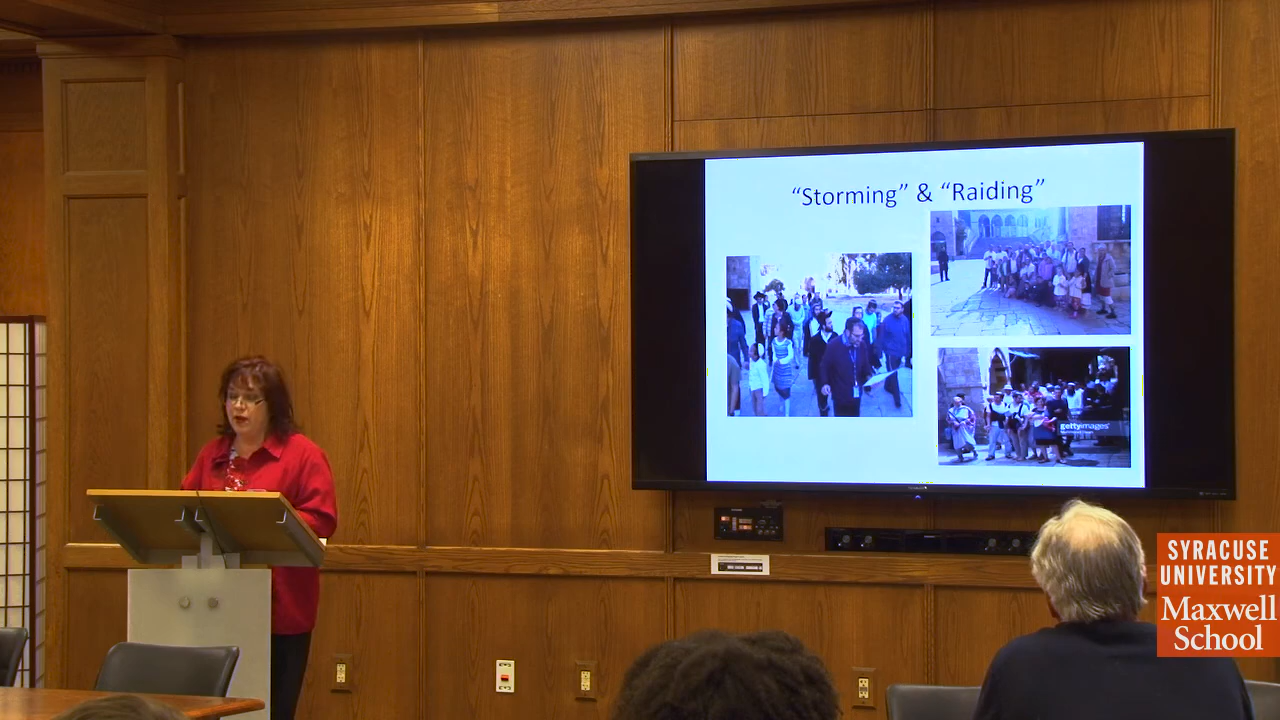 “Storming” & “Raiding”
gettyimages
SYRACUSE
UNIVERSITY
Maxwell
School